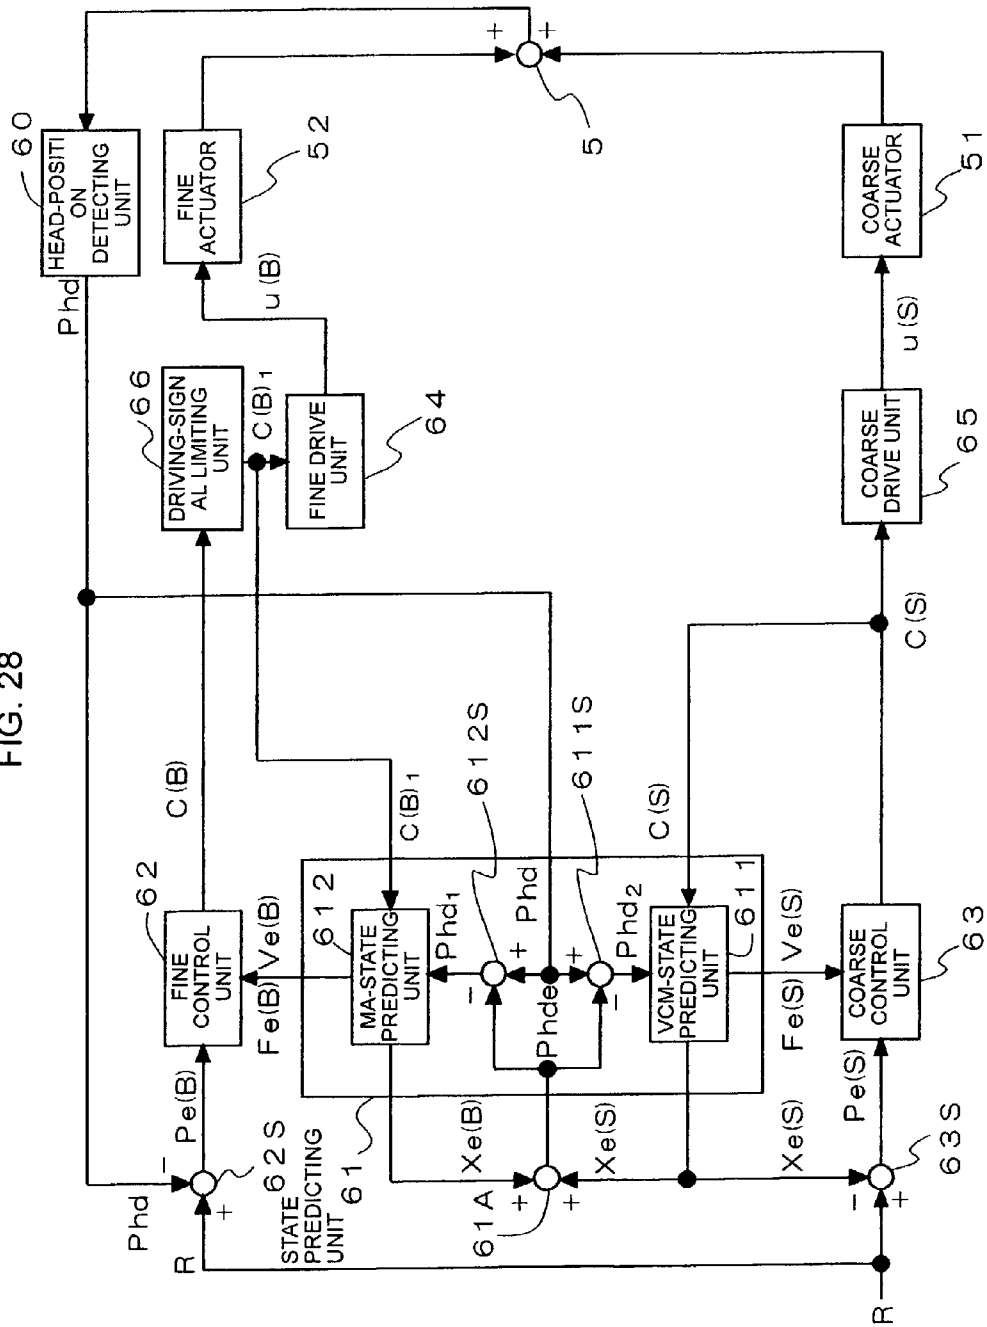 FIG. 28
Phd
R
−
+
62S
Pe(B)
62
FINE
CONTROL
UNIT
C(B)
66
DRIVING-SIGN
AL LIMITING
UNIT
C(B)1
FINE DRIVE
UNIT
64
u(B)
FINE
ACTUATOR
52
Phd
60
HEAD-POSITI
ON
DETECTING
UNIT
+
+
5
STATE
PREDICTING
UNIT
61
Fe(B)
Ve(B)
612
MA-STATE
PREDICTING
UNIT
C(B)1
Xe(B)
Phd1
612S
−
+
Phd
Phde
61A
+
+
Xe(S)
+
−
611S
Phd2
VCM-STATE
PREDICTING
UNIT
611
C(S)
Xe(S)
Fe(S)
Ve(S)
R
−
+
63S
Pe(S)
COARSE
CONTROL
UNIT
63
C(S)
COARSE
DRIVE UNIT
65
u(S)
COARSE
ACTUATOR
51